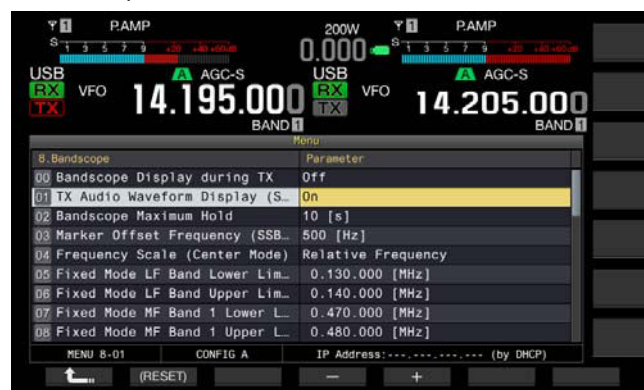 1 P.AMP 200W 1 P.AMP
S 1 3 5 7 9 +20 +40 +60dB 0.000 S 1 3 5 7 9 +20 +40 +60dB
USB A AGC-S USB A AGC-S
RX VFO 14.195.000 RX VFO 14.205.000
TX TX
BAND 1 BAND 1
Menu
8.Bandscope Parameter
00 Bandscope Display during TX Off
01 TX Audio Waveform Display (S… On
02 Bandscope Maximum Hold 10 [s]
03 Marker Offset Frequency (SSB… 500 [Hz]
04 Frequency Scale (Center Mode) Relative Frequency
05 Fixed Mode LF Band Lower Lim… 0.130.000 [MHz]
06 Fixed Mode LF Band Upper Lim… 0.140.000 [MHz]
07 Fixed Mode MF Band 1 Lower L… 0.470.000 [MHz]
08 Fixed Mode MF Band 1 Upper L… 0.480.000 [MHz]
MENU 8-01 CONFIG A IP Address:---.---.---.--- (by DHCP)
(RESET) － +